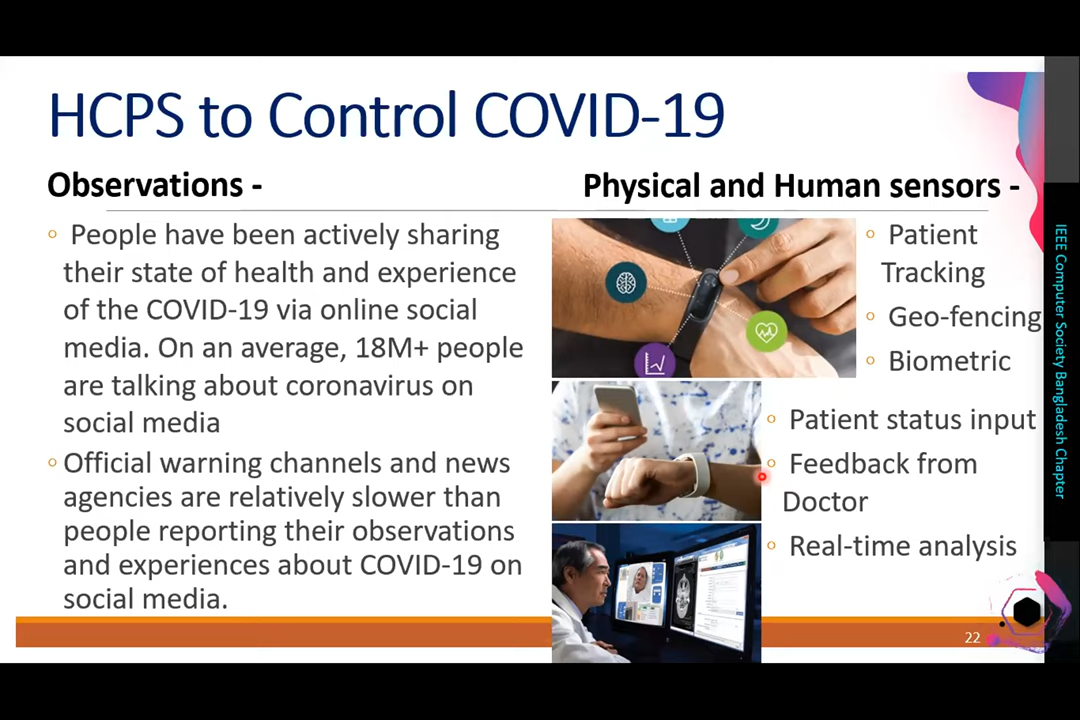 HCPS to Control COVID-19
Observations -
People have been actively sharing
their state of health and experience
of the COVID-19 via online social
media. On an average, 18M+ people
are talking about coronavirus on
social media
Official warning channels and news
agencies are relatively slower than
people reporting their observations
and experiences about COVID-19 on
social media.
Physical and Human sensors -
Patient
Tracking
Geo-fencing
Biometric
Patient status input
Feedback from
Doctor
Real-time analysis
22
IEEE Computer Society Bangladesh Chapter